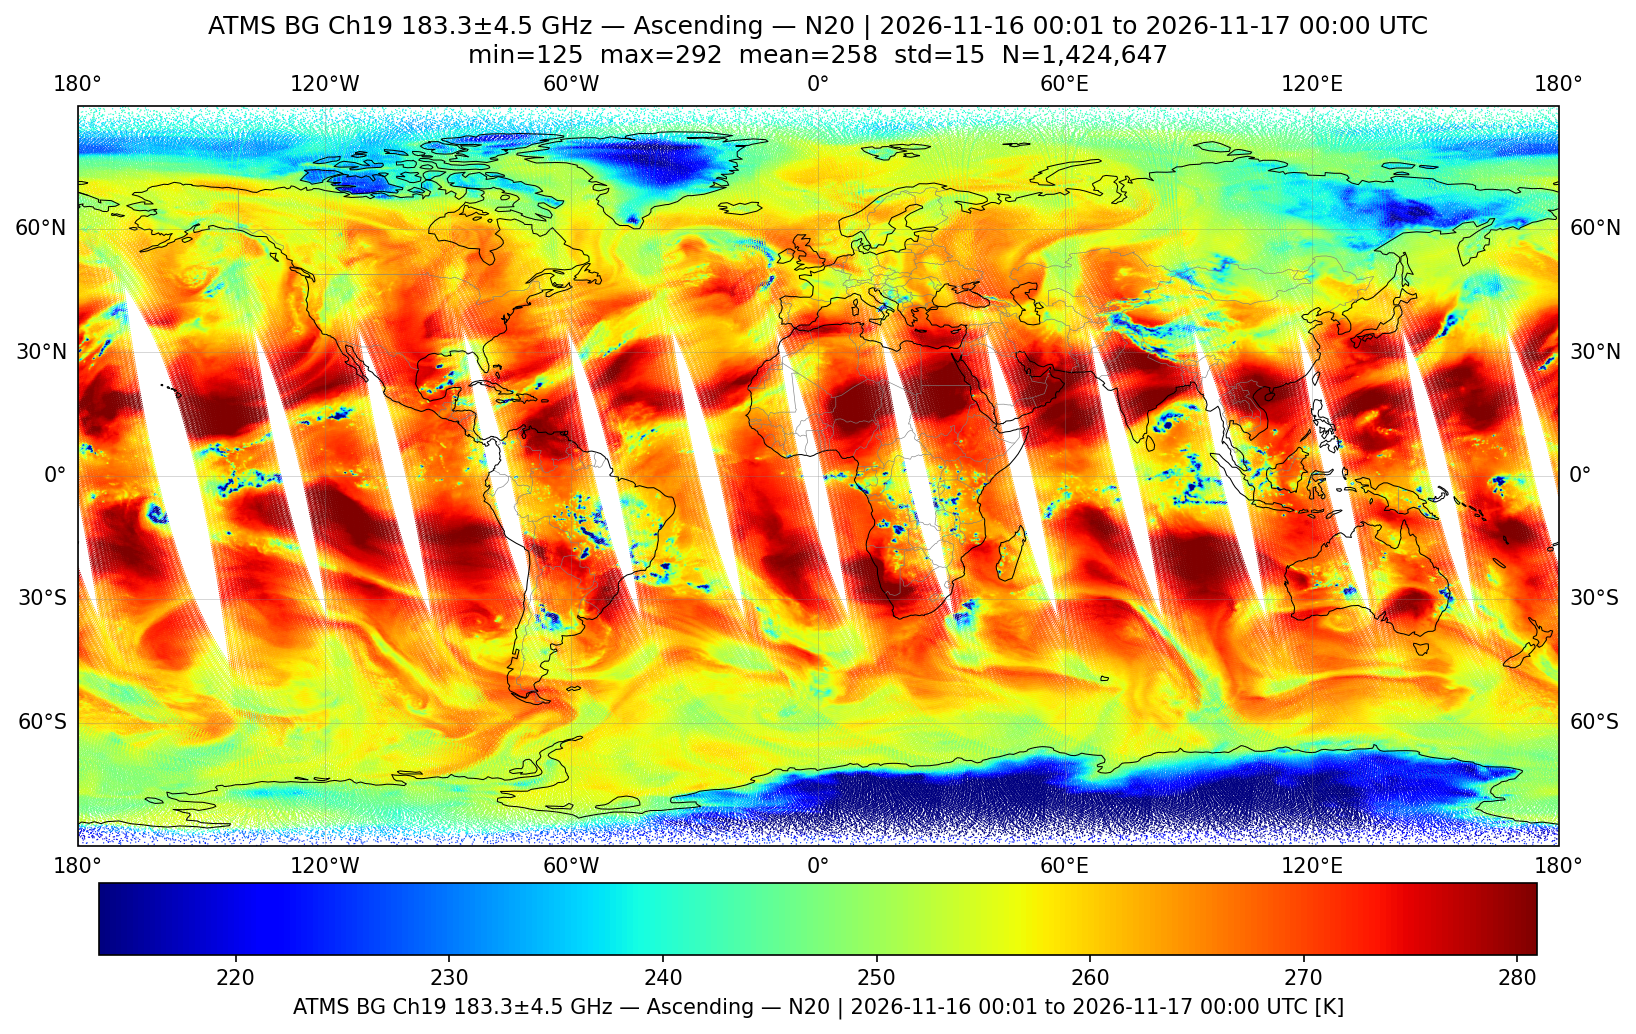 ATMS BG Ch19 183.3±4.5 GHz — Ascending — N20 | 2026-11-16 00:01 to 2026-11-17 00:00 UTC
min=125 max=292 mean=258 std=15 N=1,424,647
180° 120°W 60°W 0° 60°E 120°E 180°
60°N 60°N
30°N 30°N
0° 0°
30°S 30°S
60°S 60°S
180° 120°W 60°W 0° 60°E 120°E 180°
220 230 240 250 260 270 280
ATMS BG Ch19 183.3±4.5 GHz — Ascending — N20 | 2026-11-16 00:01 to 2026-11-17 00:00 UTC [K]